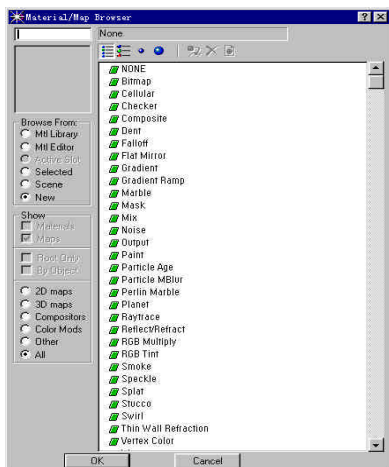 Material/Map Browser
None
Browse From:
Mtl Library
Mtl Editor
Active Slot
Selected
Scene
New
Show
Materials
Maps
Root Only
By Object
2D maps
3D maps
Compositors
Color Mods
Other
All
NONE
Bitmap
Cellular
Checker
Composite
Dent
Falloff
Flat Mirror
Gradient
Gradient Ramp
Marble
Mask
Mix
Noise
Output
Paint
Particle Age
Particle MBlur
Perlin Marble
Planet
Raytrace
Reflect/Refract
RGB Multiply
RGB Tint
Smoke
Speckle
Splat
Stucco
Swirl
Thin Wall Refraction
Vertex Color
OK
Cancel